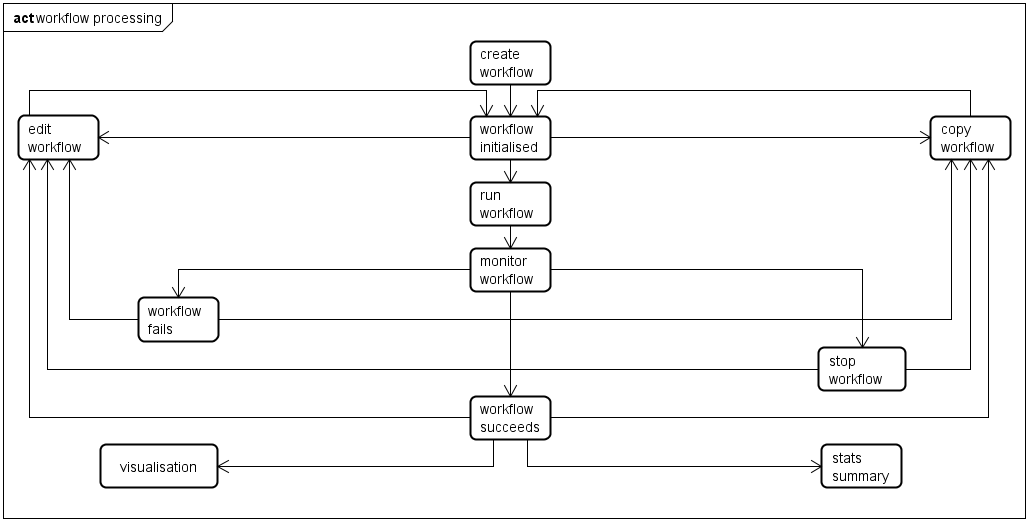 act workflow processing
create
workflow
edit
workflow
workflow
initialised
copy
workflow
run
workflow
monitor
workflow
workflow
fails
stop
workflow
workflow
succeeds
visualisation
stats
summary